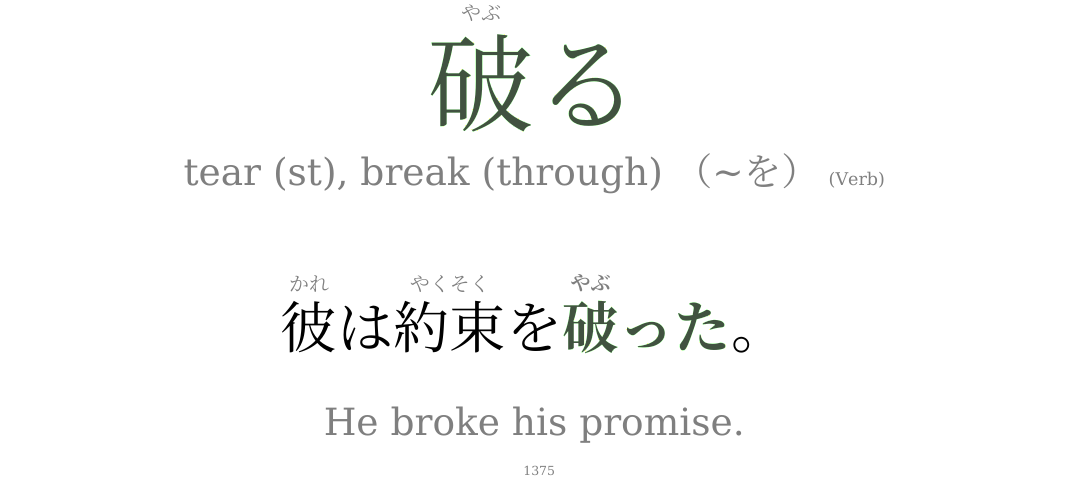 やぶ
破る
tear (st), break (through) （~を） (Verb)
かれ やくそく やぶ
彼は約束を破った。
He broke his promise.
1375